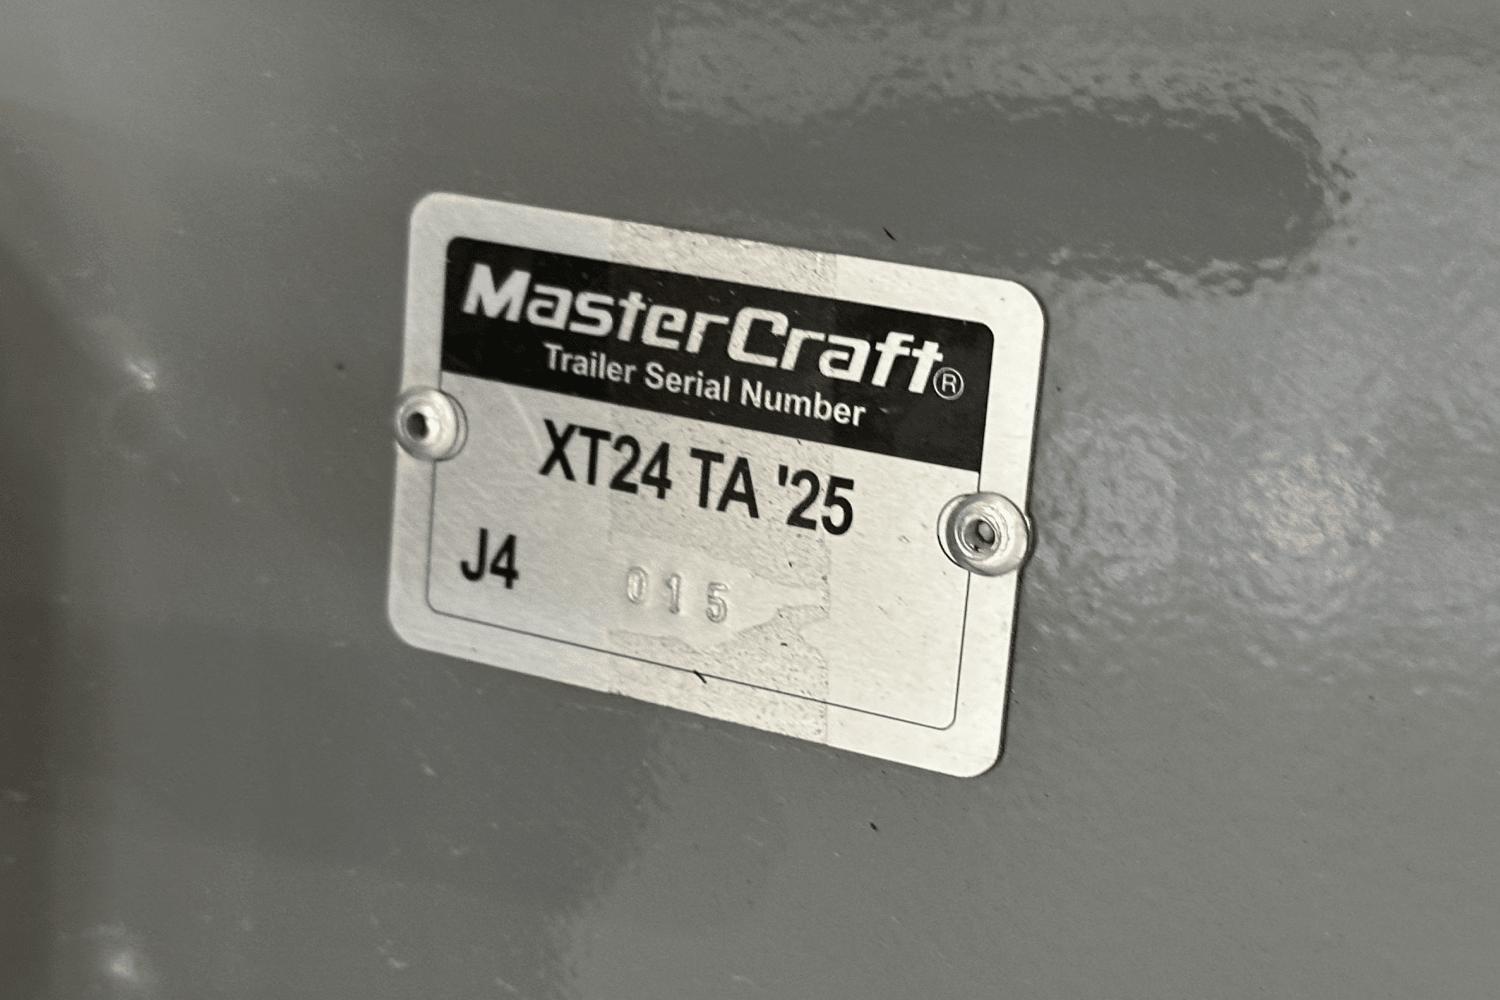 MasterCraft®
Trailer Serial Number
XT24 TA '25
J4 015